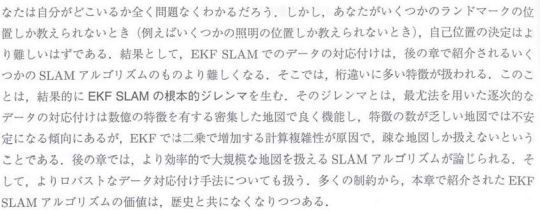 なたは自分がどこいるか全く問題なくわかるだろう．しかし，あなたがいくつかのランドマークの位
置しか教えられないとき（例えばいくつかの照明の位置しか教えられないとき），自己位置の決定はよ
り難しいはずである．結果として，EKF SLAM でのデータの対応付けは，後の章で紹介されるいく
つかの SLAM アルゴリズムのものより難しくなる．そこでは，桁違いに多い特徴が扱われる．このこ
とは，結果的に EKF SLAM の根本的ジレンマを生む．そのジレンマとは，最尤法を用いた逐次的な
データの対応付けは数億の特徴を有する密集した地図で良く機能し，特徴の数が乏しい地図では不安
定になる傾向にあるが，EKF では二乗で増加する計算複雑性が原因で，疎な地図しか扱えないという
ことである．後の章では，より効率的で大規模な地図を扱える SLAM アルゴリズムが論じられる．そ
して，よりロバストなデータ対応付け手法についても扱う．多くの制約から，本章で紹介された EKF
SLAM アルゴリズムの価値は，歴史と共になくなりつつある．